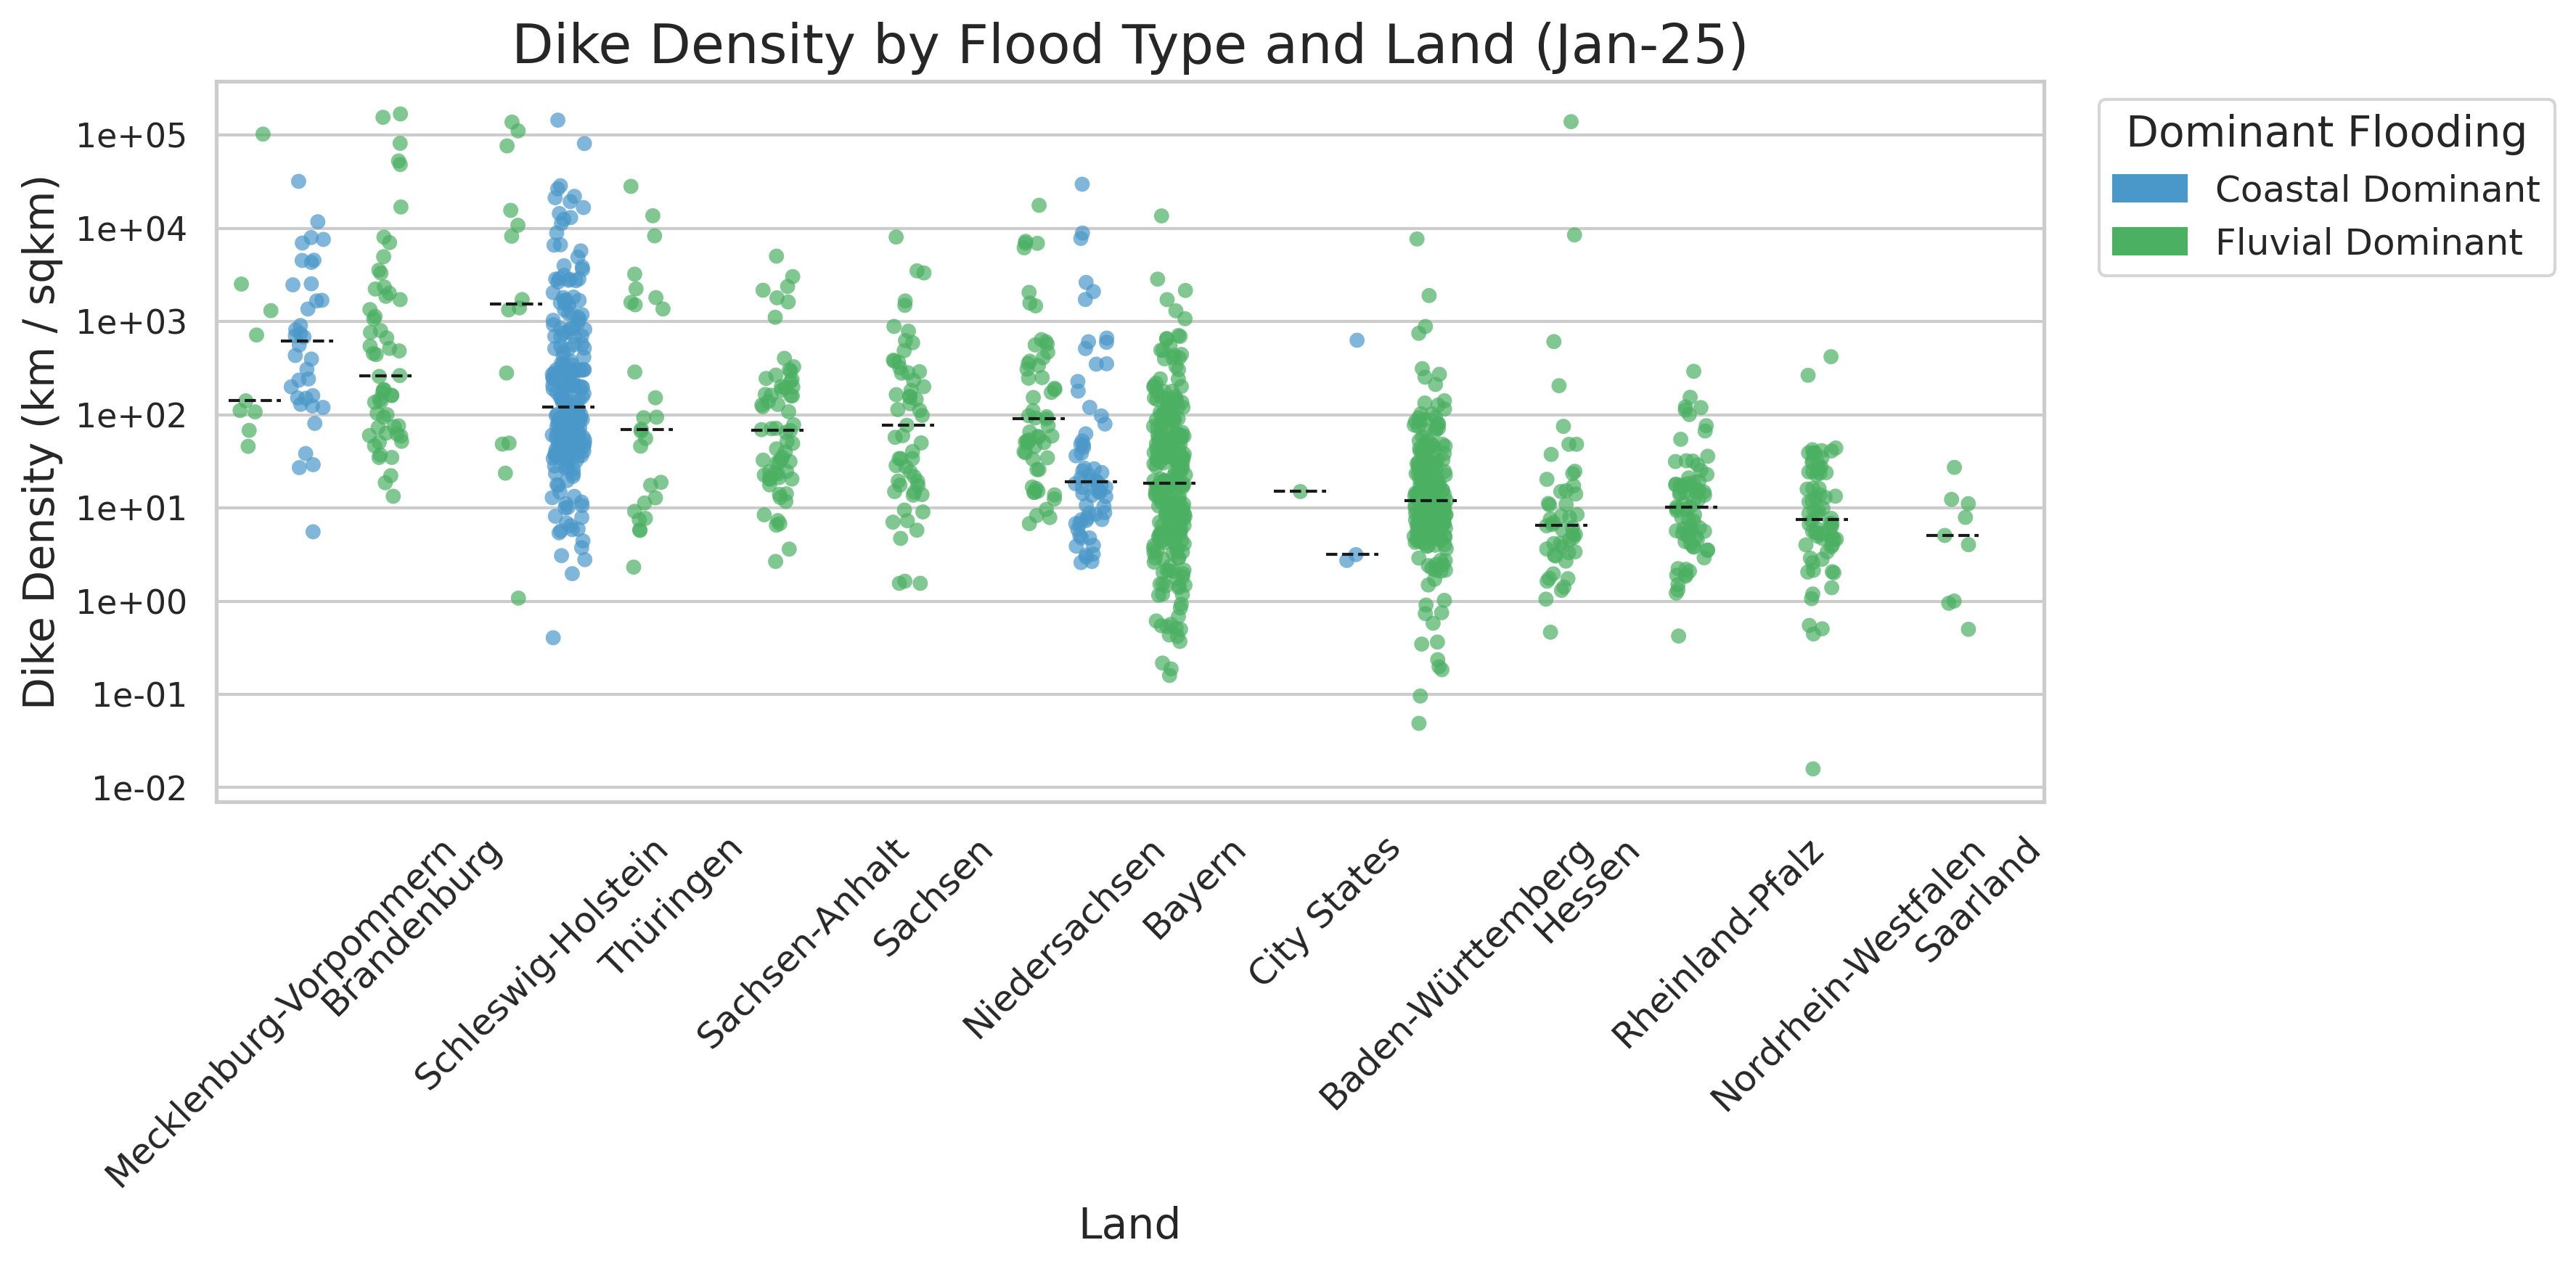 Dike Density by Flood Type and Land (Jan-25)
Dike Density (km / sqkm)
1e+05
1e+04
1e+03
1e+02
1e+01
1e+00
1e-01
1e-02
Dominant Flooding
Coastal Dominant
Fluvial Dominant
Mecklenburg-Vorpommern
Brandenburg
Schleswig-Holstein
Thüringen
Sachsen-Anhalt
Sachsen
Niedersachsen
Bayern
City States
Baden-Württemberg
Hessen
Rheinland-Pfalz
Nordrhein-Westfalen
Saarland
Land